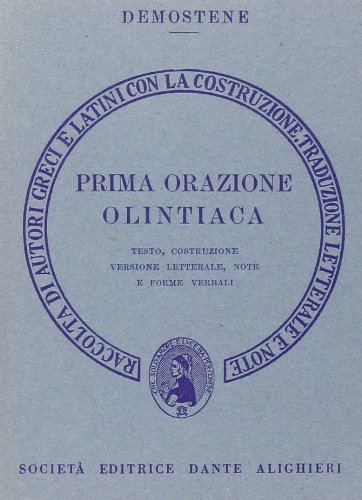 DEMOSTENE
RACCOLTA DI AUTORI GRECI E LATINI CON LA COSTRUZIONE, TRADUZIONE LETTERALE E NOTE
PRIMA ORAZIONE
OLINTIACA
TESTO, COSTRUZIONE
VERSIONE LETTERALE, NOTE
E FORME VERBALI
SOCIETÀ EDITRICE DANTE ALIGHIERI